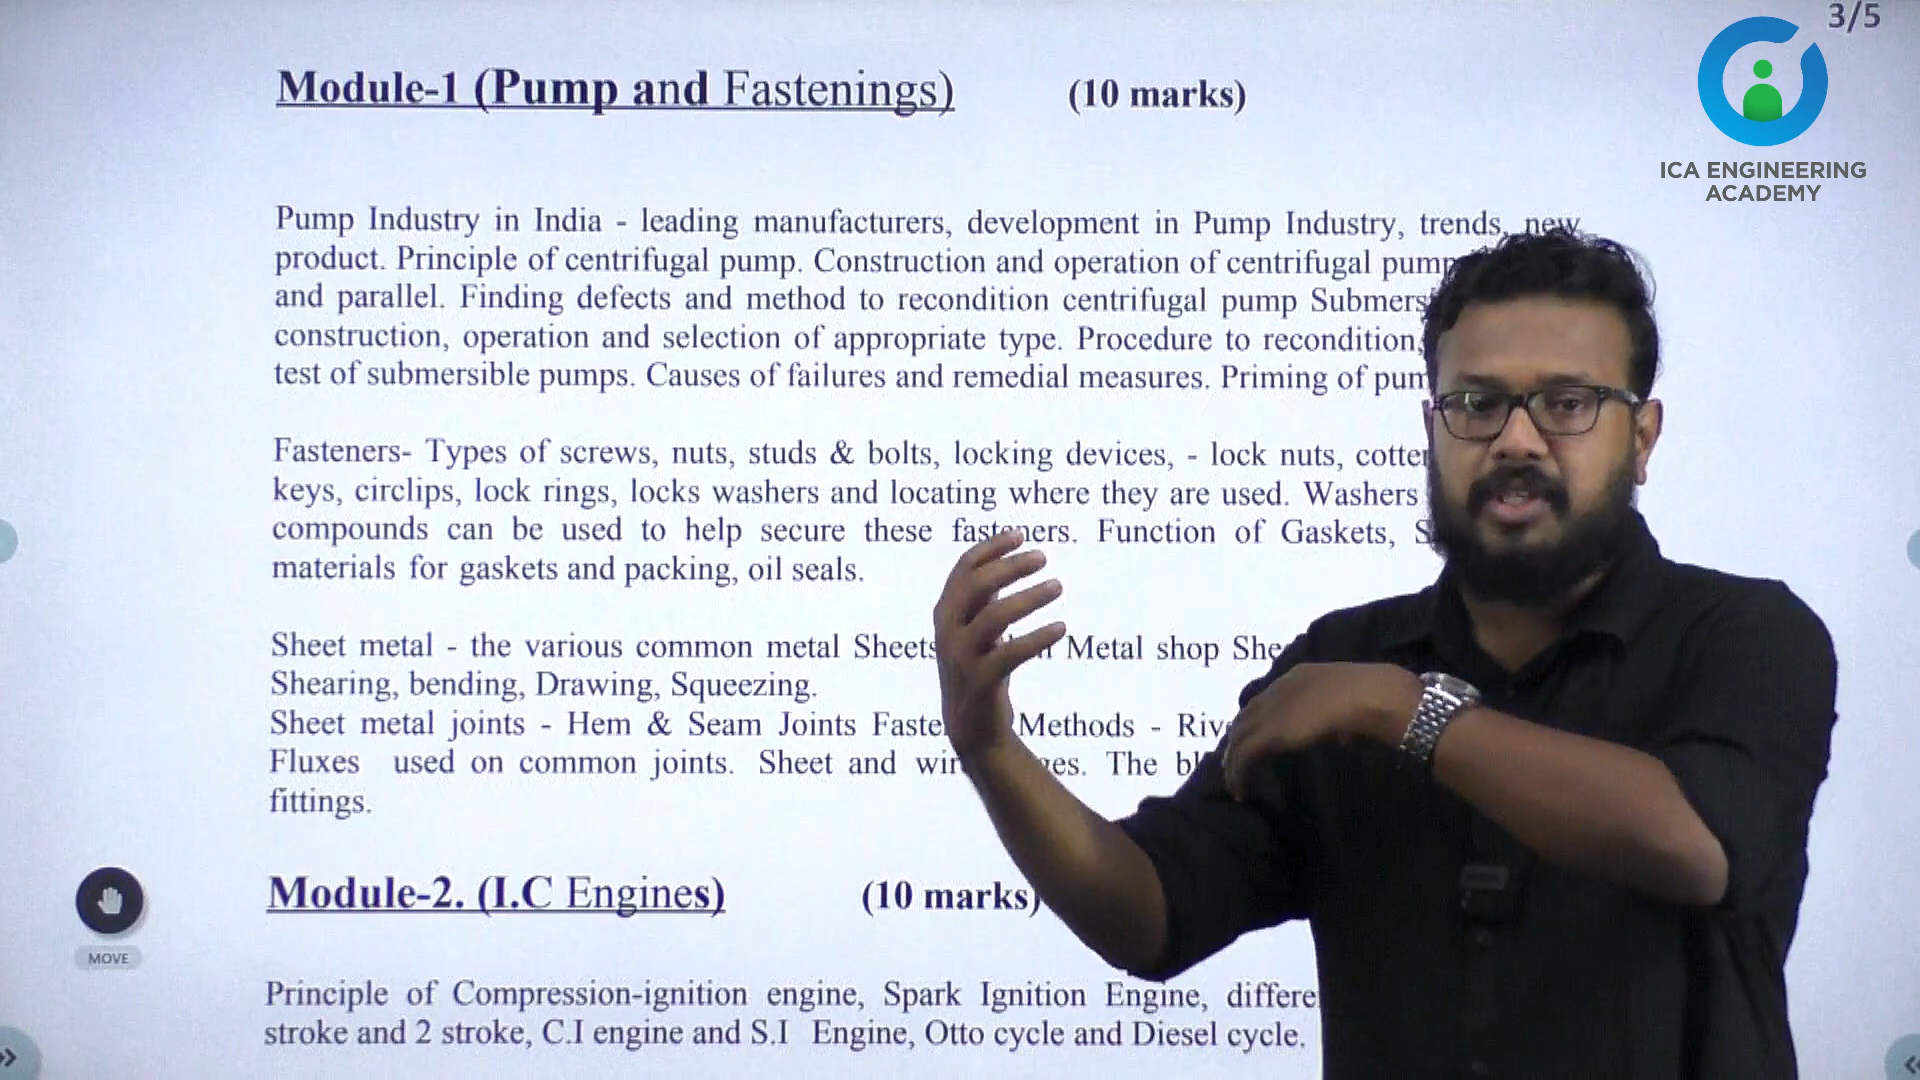 3/5
ICA ENGINEERING
ACADEMY
Module-1 (Pump and Fastenings) (10 marks)
Pump Industry in India - leading manufacturers, development in Pump Industry, trends, new
product. Principle of centrifugal pump. Construction and operation of centrifugal pump
and parallel. Finding defects and method to recondition centrifugal pump
construction, operation and selection of appropriate type. Procedure to recondition,
test of submersible pumps. Causes of failures and remedial measures. Priming of
Fasteners- Types of screws, nuts, studs & bolts, locking devices, - lock nuts,
keys, circlips, lock rings, locks washers and locating where they are used. Washers
compounds can be used to help secure these fasteners. Function of Gaskets,
materials for gaskets and packing, oil seals.
Sheet metal - the various common metal Sheets Metal shop
Shearing, bending, Drawing, Squeezing.
Sheet metal joints - Hem & Seam Joints Methods -
Fluxes used on common joints. Sheet and The
fittings.
Module-2. (I.C Engines) (10 marks)
MOVE
Principle of Compression-ignition engine, Spark Ignition Engine,
stroke and 2 stroke, C.I engine and S.I Engine, Otto cycle and Diesel cycle.